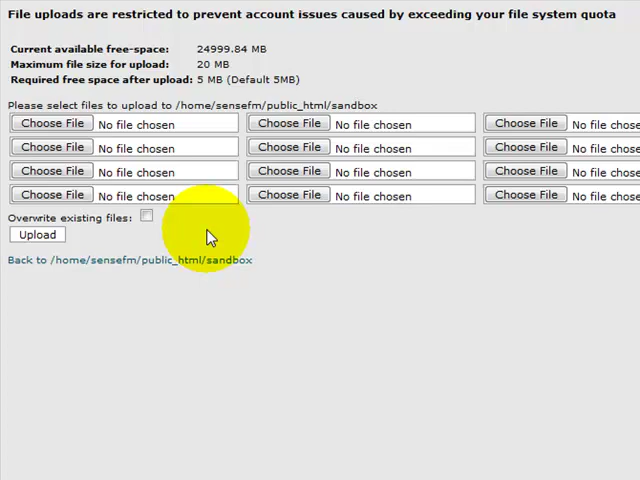 File uploads are restricted to prevent account issues caused by exceeding your file system quota
Current available free-space: 24999.84 MB
Maximum file size for upload: 20 MB
Required free space after upload: 5 MB (Default 5MB)
Please select files to upload to /home/sensefm/public_html/sandbox
Choose File No file chosen Choose File No file chosen Choose File No file chose
Choose File No file chosen Choose File No file chosen Choose File No file chose
Choose File No file chosen Choose File No file chosen Choose File No file chose
Choose File No file chosen Choose File No file chosen Choose File No file chose
Overwrite existing files:
Upload
Back to /home/sensefm/public_html/sandbox